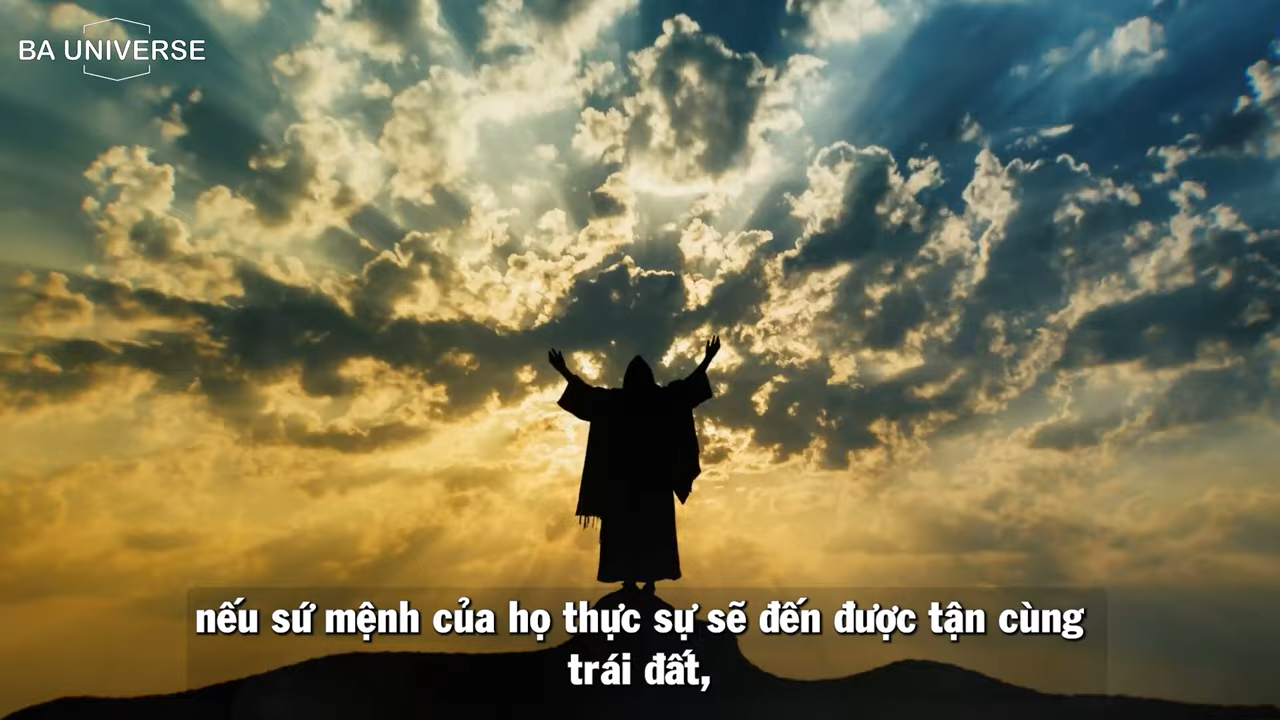 BA UNIVERSE
nếu sứ mệnh của họ thực sự sẽ đến được tận cùng
trái đất,